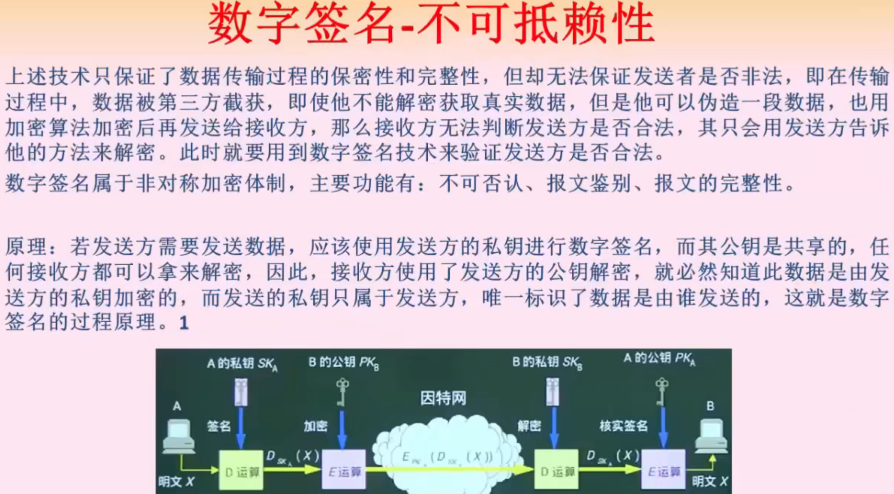 数字签名-不可抵赖性
上述技术只保证了数据传输过程的保密性和完整性，但却无法保证发送者是否非法，即在传输
过程中，数据被第三方截获，即使他不能解密获取真实数据，但是他可以伪造一段数据，也用
加密算法加密后再发送给接收方，那么接收方无法判断发送方是否合法，其只会用发送方告诉
他的方法来解密。此时就要用到数字签名技术来验证发送方是否合法。
数字签名属于非对称加密体制，主要功能有：不可否认、报文鉴别、报文的完整性。
原理：若发送方需要发送数据，应该使用发送方的私钥进行数字签名，而其公钥是共享的，任
何接收方都可以拿来解密，因此，接收方使用了发送方的公钥解密，就必然知道此数据是由发
送方的私钥加密的，而发送的私钥只属于发送方，唯一标识了数据是由谁发送的，这就是数字
签名的过程原理。1
A 的私钥 SKA B 的公钥 PKB B 的私钥 SKB A 的公钥 PKA
因特网
A 签名 加密 解密 核实签名 B
DSKA(X) EPK(DSK(X)) DSKA(X)
明文 X D 运算 E 运算 D 运算 E 运算 明文 X